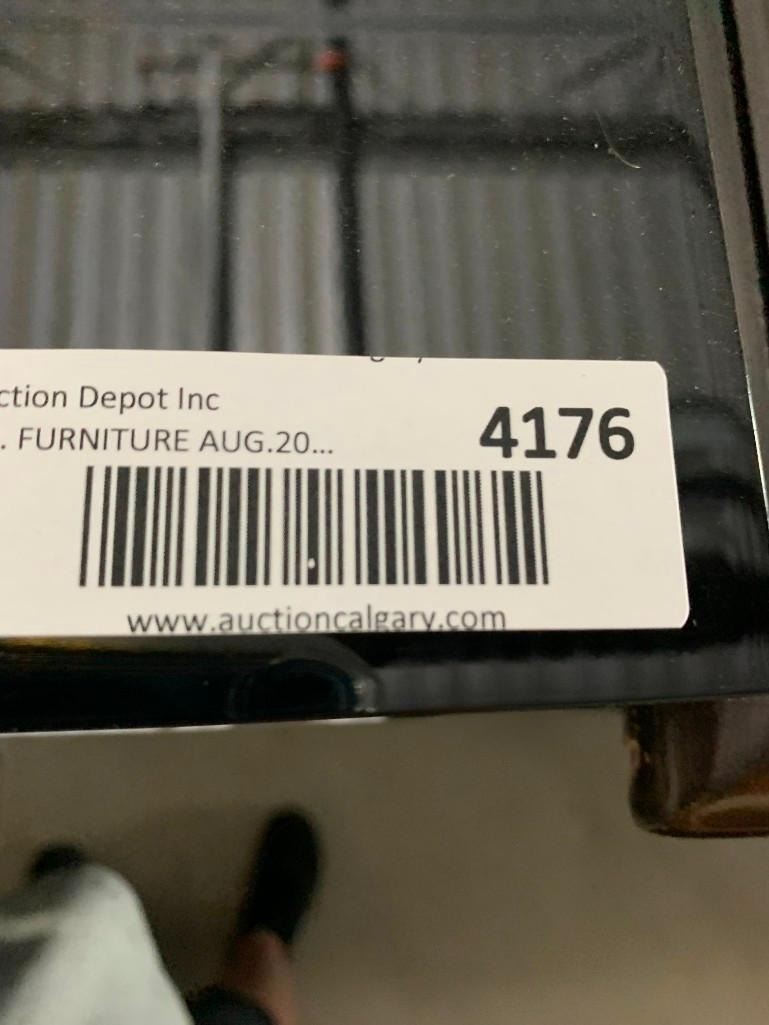 ction Depot Inc
. FURNITURE AUG.20...
4176
www.auctioncalgary.com